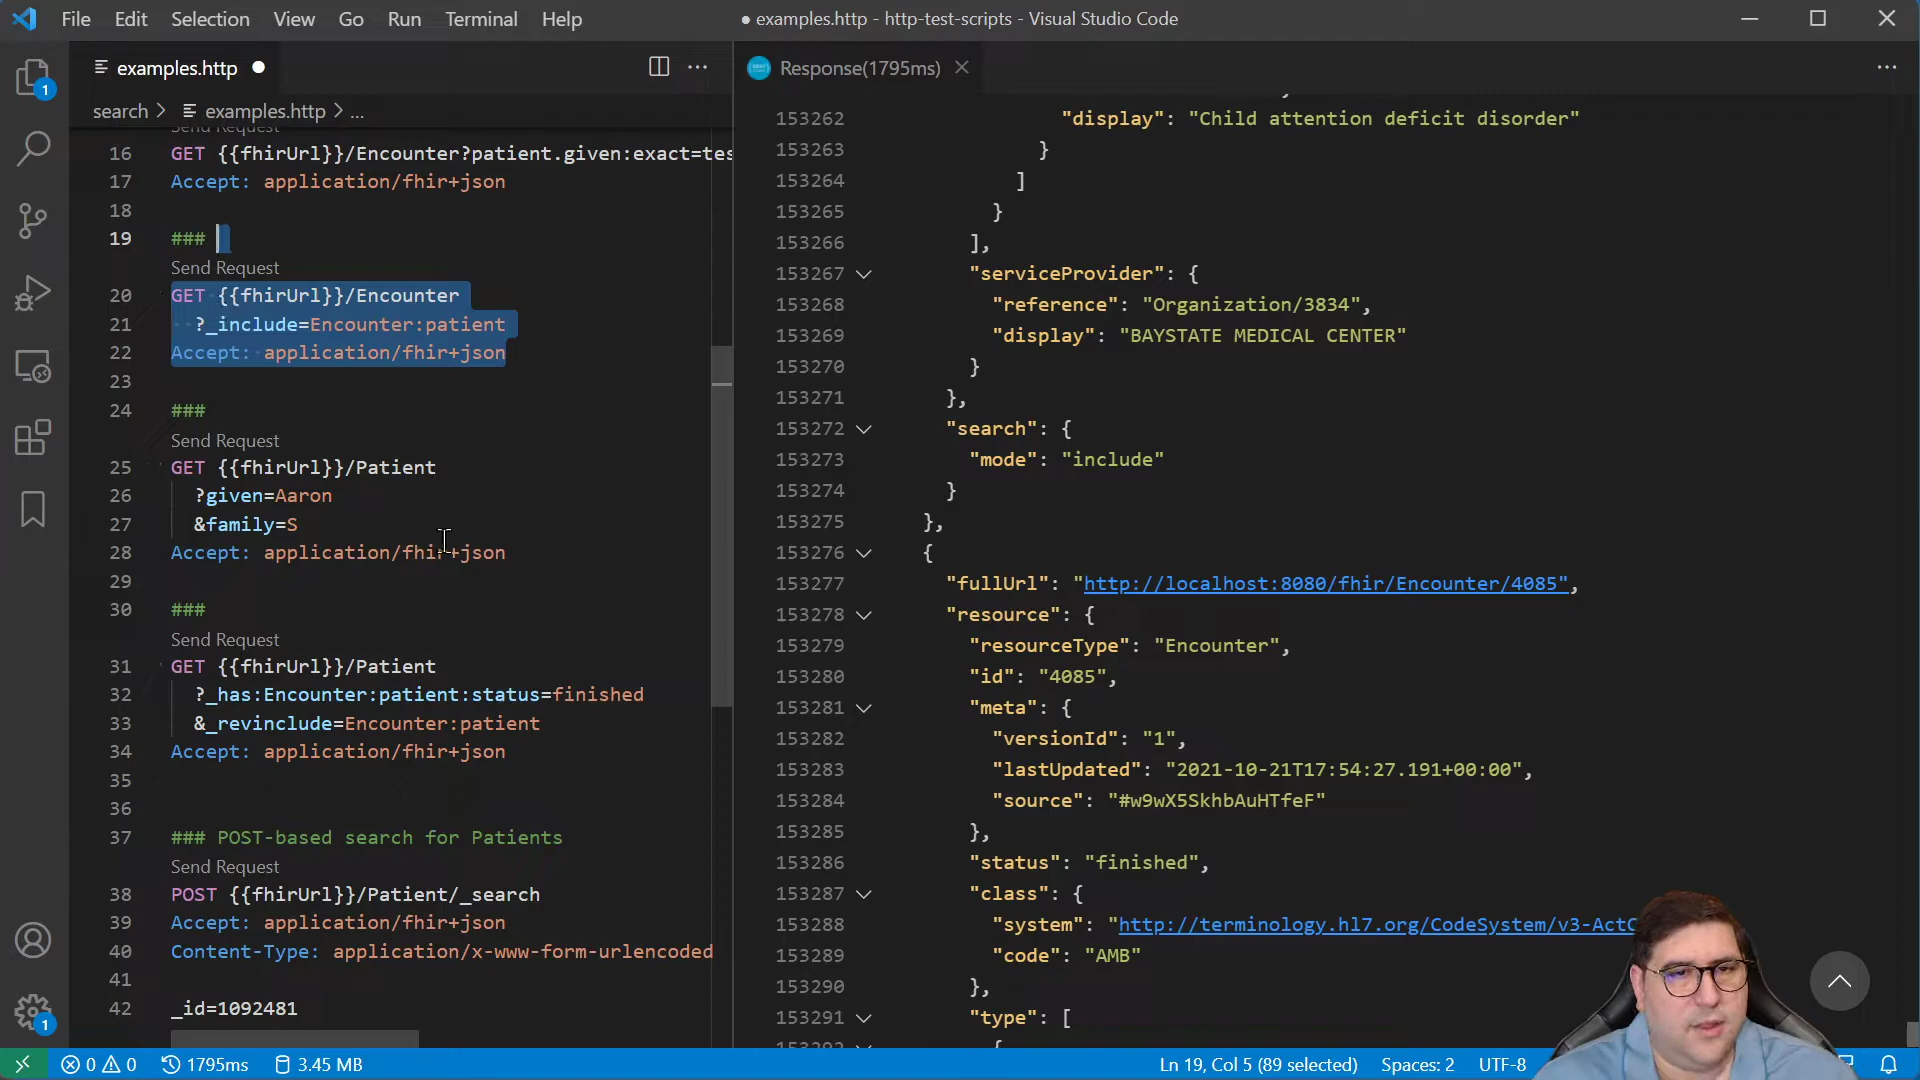 File Edit Selection View Go Run Terminal Help
● examples.http - http-test-scripts - Visual Studio Code
examples.http
Response(1795ms)
search > examples.http > ...
Send Request
16 GET {{fhirUrl}}/Encounter?patient.given:exact=tes
17 Accept: application/fhir+json
18
19 ###
Send Request
20 GET {{fhirUrl}}/Encounter
21 ?_include=Encounter:patient
22 Accept: application/fhir+json
23
24 ###
Send Request
25 GET {{fhirUrl}}/Patient
26 ?given=Aaron
27 &family=S
28 Accept: application/fhir+json
29
30 ###
Send Request
31 GET {{fhirUrl}}/Patient
32 ?_has:Encounter:patient:status=finished
33 &_revinclude=Encounter:patient
34 Accept: application/fhir+json
35
36
37 ### POST-based search for Patients
Send Request
38 POST {{fhirUrl}}/Patient/_search
39 Accept: application/fhir+json
40 Content-Type: application/x-www-form-urlencoded
41
42 _id=1092481
153262 "display": "Child attention deficit disorder"
153263 }
153264 ]
153265 }
153266 ],
153267 "serviceProvider": {
153268 "reference": "Organization/3834",
153269 "display": "BAYSTATE MEDICAL CENTER"
153270 }
153271 },
153272 "search": {
153273 "mode": "include"
153274 }
153275 },
153276 {
153277 "fullUrl": "http://localhost:8080/fhir/Encounter/4085",
153278 "resource": {
153279 "resourceType": "Encounter",
153280 "id": "4085",
153281 "meta": {
153282 "versionId": "1",
153283 "lastUpdated": "2021-10-21T17:54:27.191+00:00",
153284 "source": "#w9wX5SkhbAuHTfeF"
153285 },
153286 "status": "finished",
153287 "class": {
153288 "system": "http://terminology.hl7.org/CodeSystem/v3-ActC
153289 "code": "AMB"
153290 },
153291 "type": [
153292 {
1
1
0 0 1795ms 3.45 MB Ln 19, Col 5 (89 selected) Spaces: 2 UTF-8